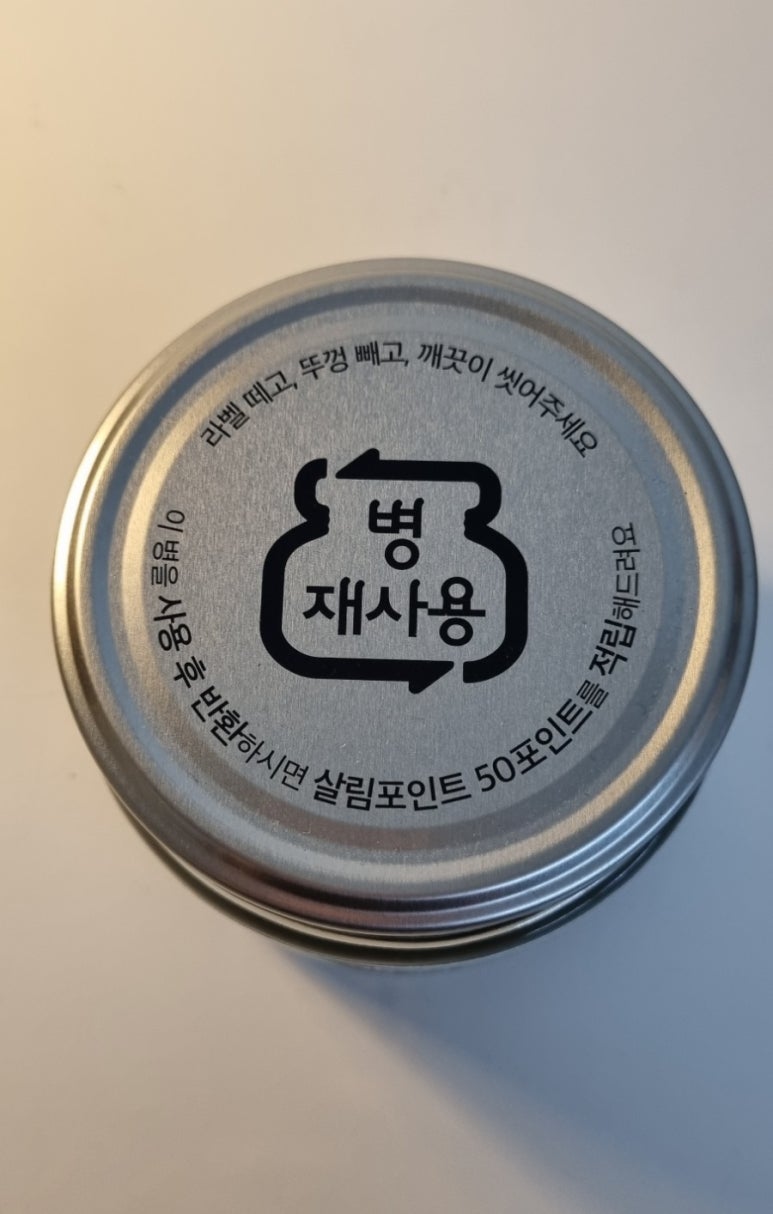 라벨 떼고, 뚜껑 빼고, 깨끗이 씻어주세요
병
재사용
이 병을 사용 후 반환하시면 살림포인트 50포인트를 적립해드려요